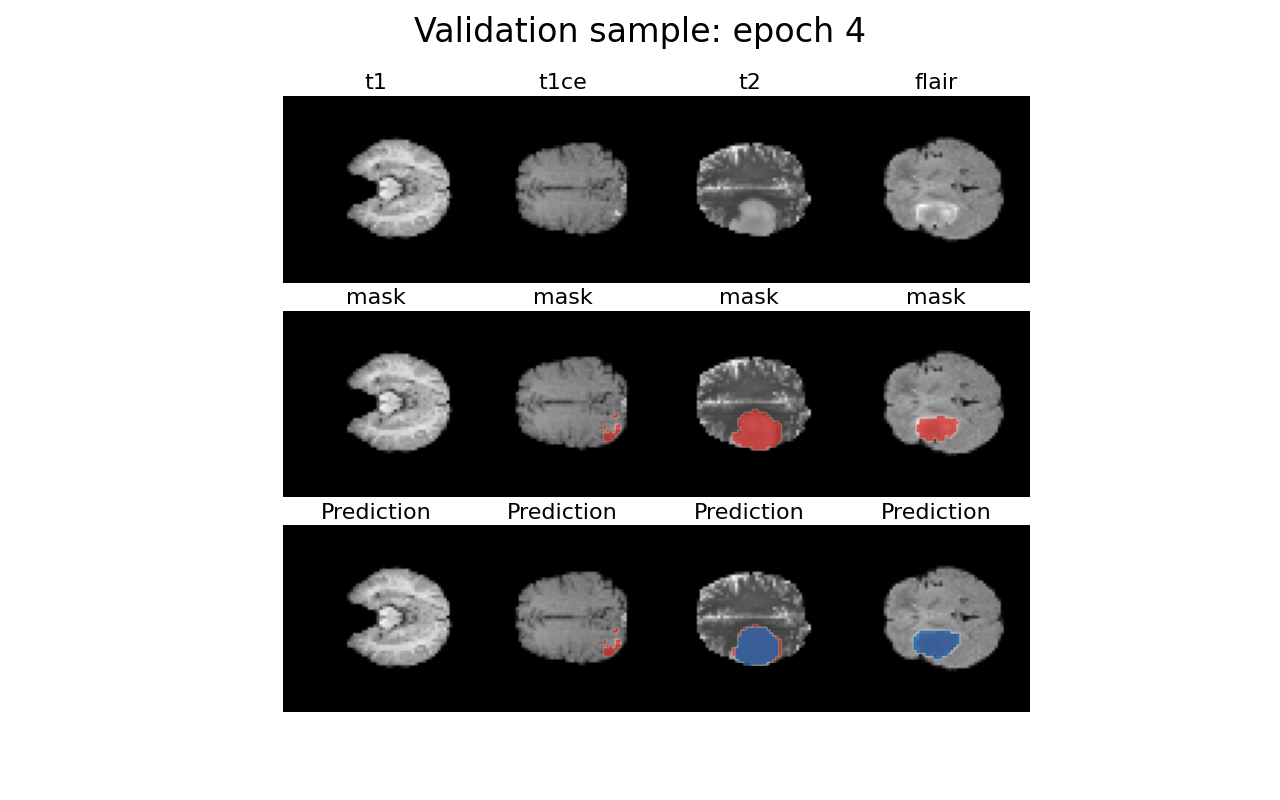 Validation sample: epoch 4
t1 t1ce t2 flair
mask mask mask mask
Prediction Prediction Prediction Prediction